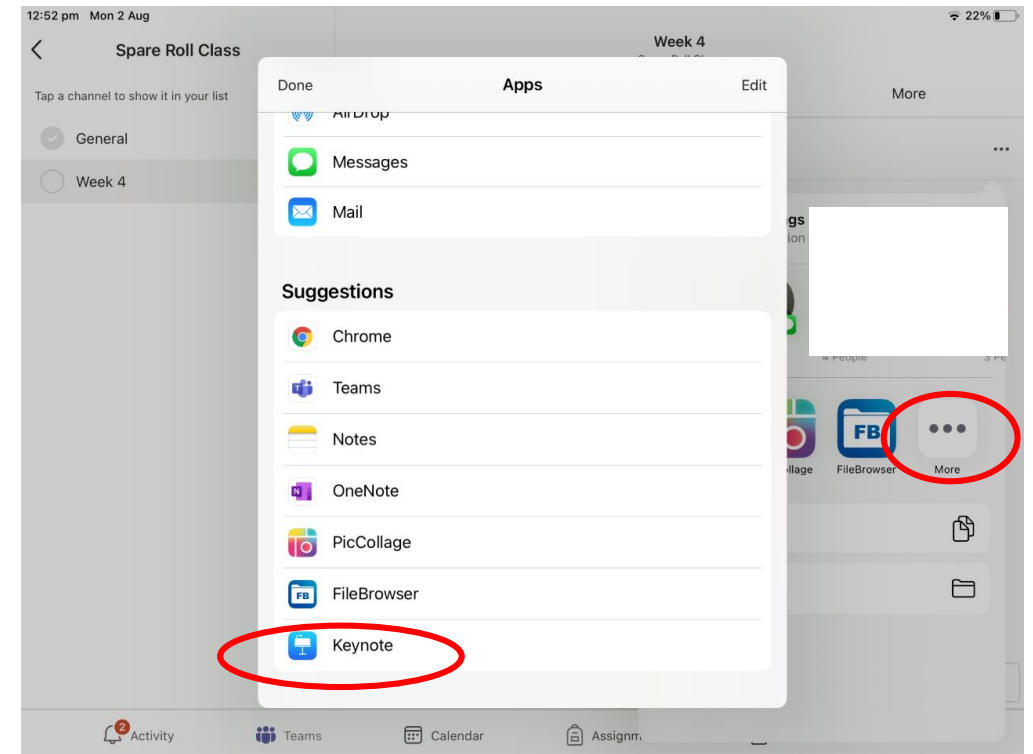 12:52 pm Mon 2 Aug
22%
Spare Roll Class
Week 4
Tap a channel to show it in your list
General
Week 4
More
Done
Apps
Edit
AirDrop
Messages
Mail
Suggestions
Chrome
Teams
Notes
OneNote
PicCollage
FB
FileBrowser
Keynote
4 People
FB
FileBrowser
More
2
Activity
Teams
Calendar